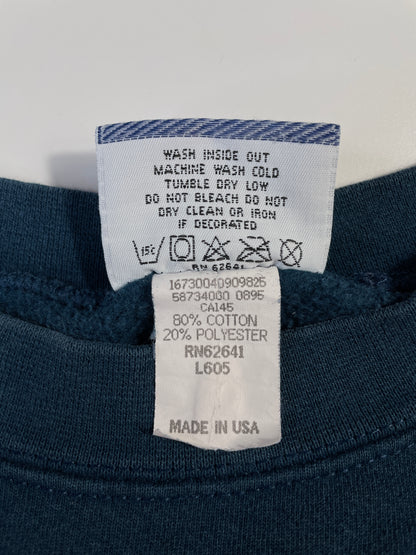 WASH INSIDE OUT
MACHINE WASH COLD
TUMBLE DRY LOW
DO NOT BLEACH DO NOT
DRY CLEAN OR IRON
IF DECORATED
15c
RN 62641
16730040909825
58734000 0895
CA145
80% COTTON
20% POLYESTER
RN62641
L605
MADE IN USA